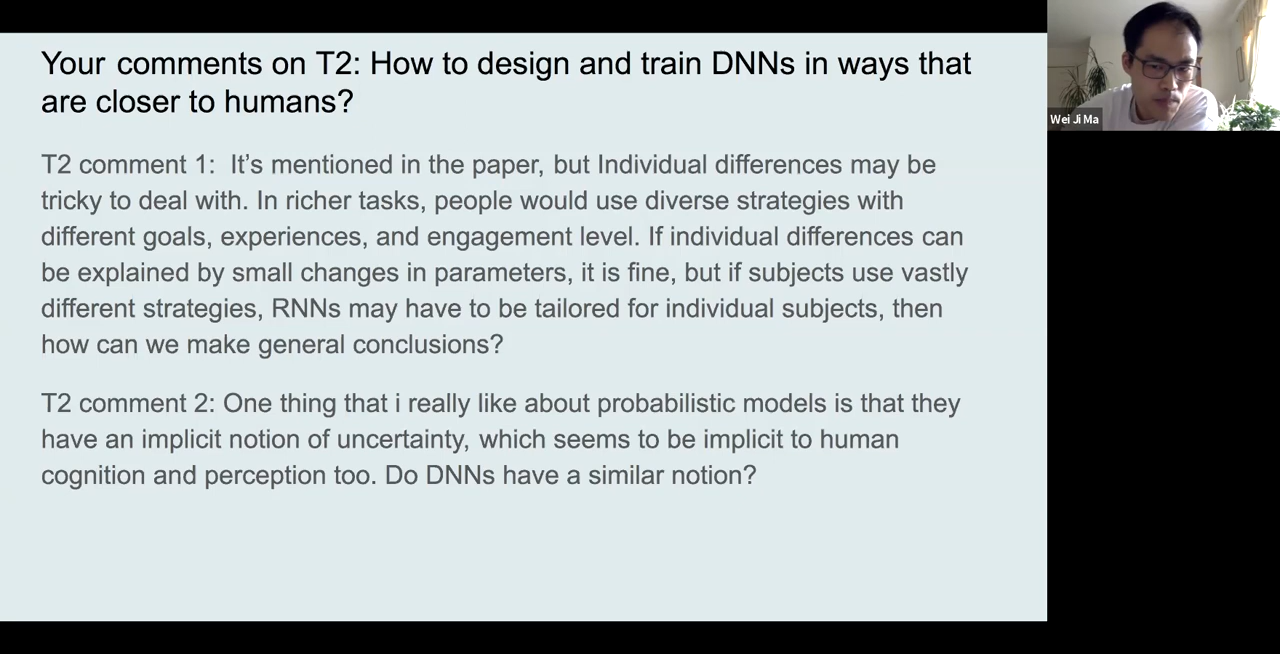 Your comments on T2: How to design and train DNNs in ways that
are closer to humans?
T2 comment 1:  It’s mentioned in the paper, but Individual differences may be
tricky to deal with. In richer tasks, people would use diverse strategies with
different goals, experiences, and engagement level. If individual differences can
be explained by small changes in parameters, it is fine, but if subjects use vastly
different strategies, RNNs may have to be tailored for individual subjects, then
how can we make general conclusions?
T2 comment 2: One thing that i really like about probabilistic models is that they
have an implicit notion of uncertainty, which seems to be implicit to human
cognition and perception too. Do DNNs have a similar notion?
Wei Ji Ma